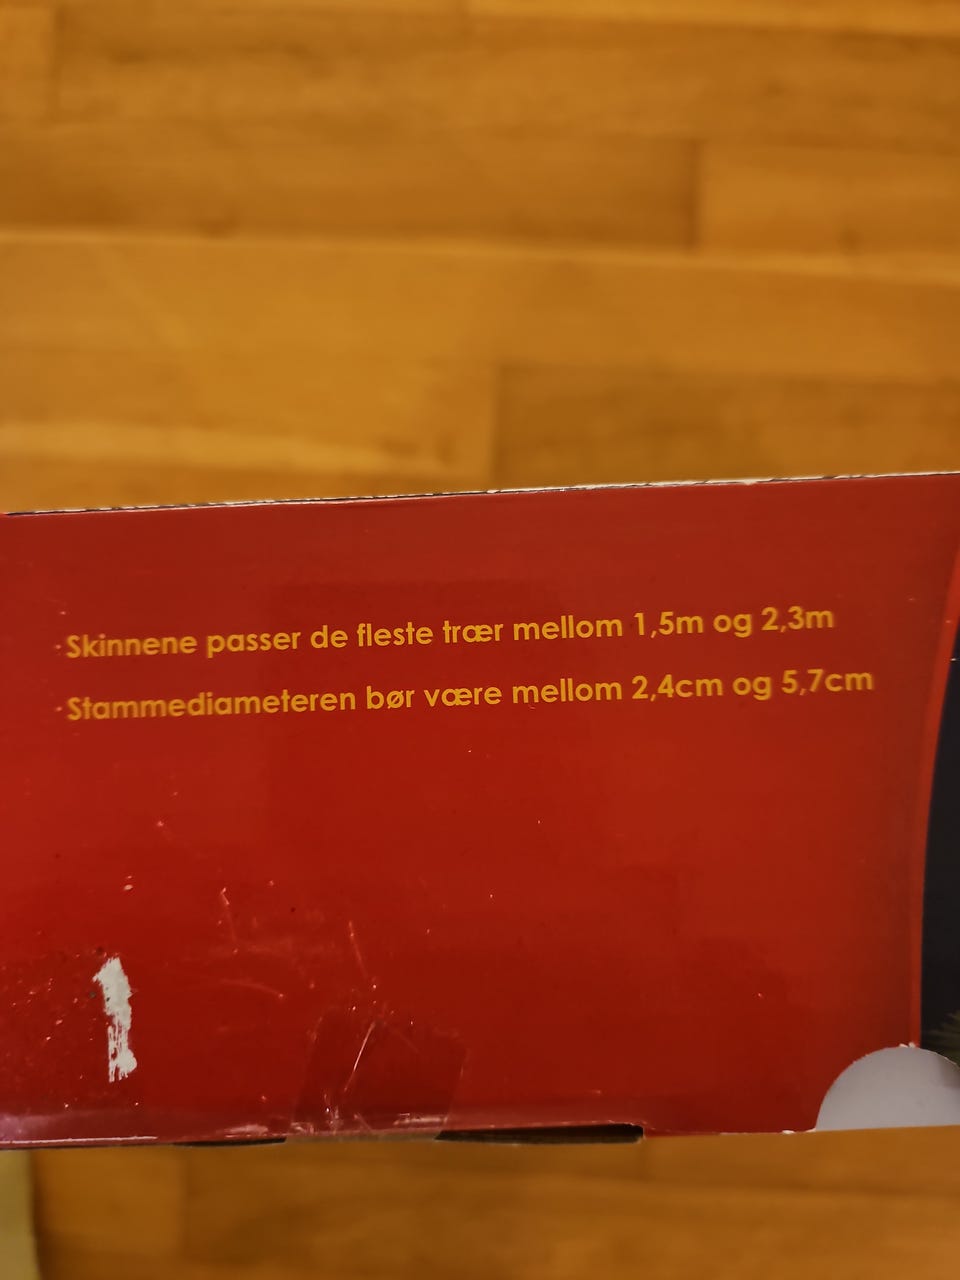 ·Skinnene passer de fleste trær mellom 1,5m og 2,3m
·Stammediameteren bør være mellom 2,4cm og 5,7cm